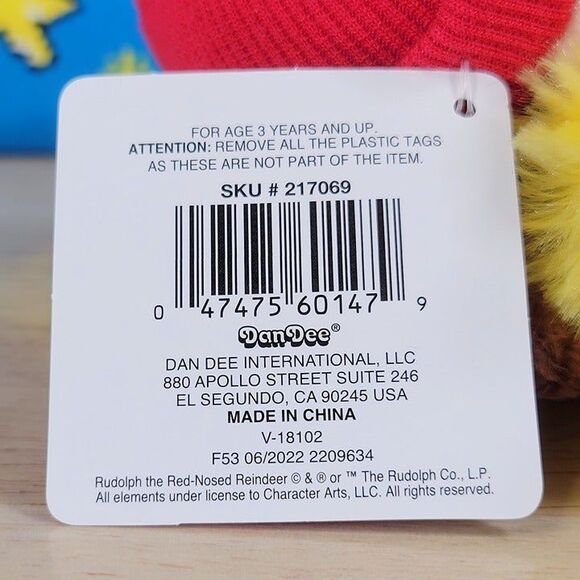 FOR AGE 3 YEARS AND UP.
ATTENTION: REMOVE ALL THE PLASTIC TAGS
AS THESE ARE NOT PART OF THE ITEM.
SKU # 217069
0 47475 60147 9
DanDee®
DAN DEE INTERNATIONAL, LLC
880 APOLLO STREET SUITE 246
EL SEGUNDO, CA 90245 USA
MADE IN CHINA
V-18102
F53 06/2022 2209634
Rudolph the Red-Nosed Reindeer © & ® or ™ The Rudolph Co., L.P.
All elements under license to Character Arts, LLC. All rights reserved.